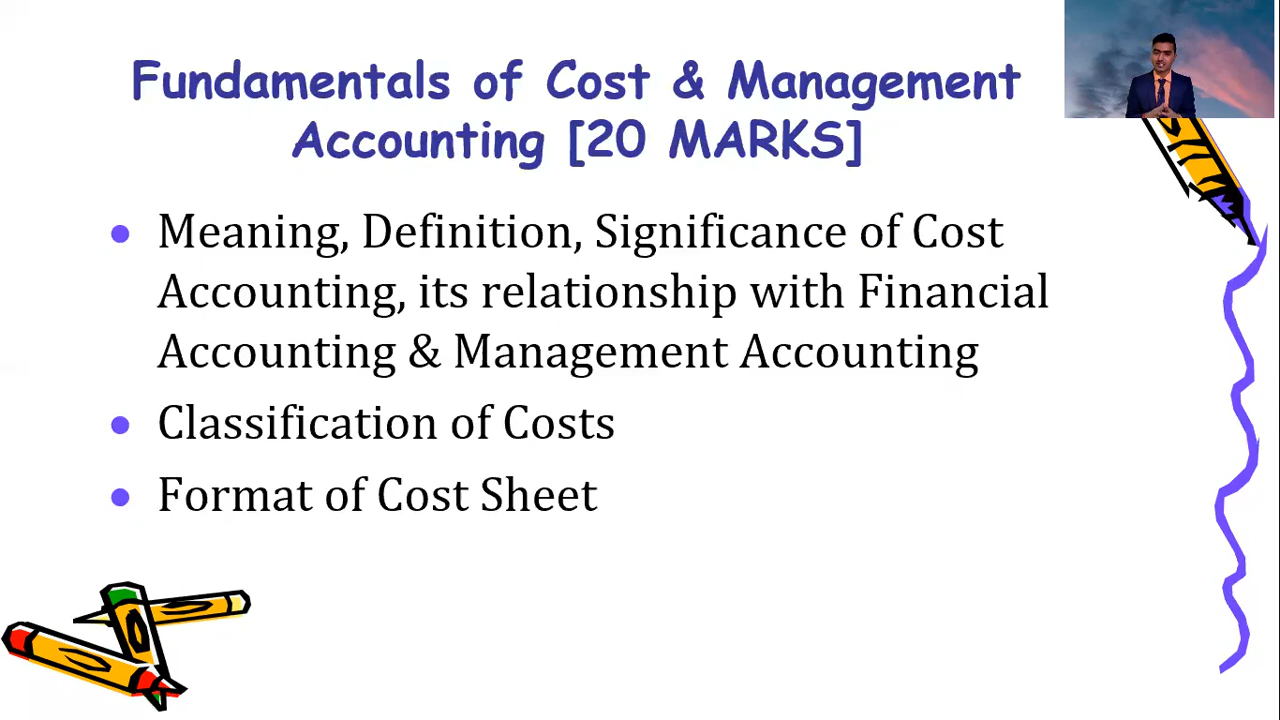 Fundamentals of Cost & Management
Accounting [20 MARKS]
Meaning, Definition, Significance of Cost
Accounting, its relationship with Financial
Accounting & Management Accounting
Classification of Costs
Format of Cost Sheet